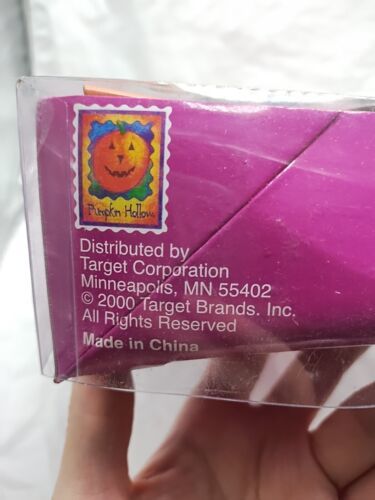 Pumpkin Hollow
Distributed by
Target Corporation
Minneapolis, MN 55402
© 2000 Target Brands. Inc.
All Rights Reserved
Made in China